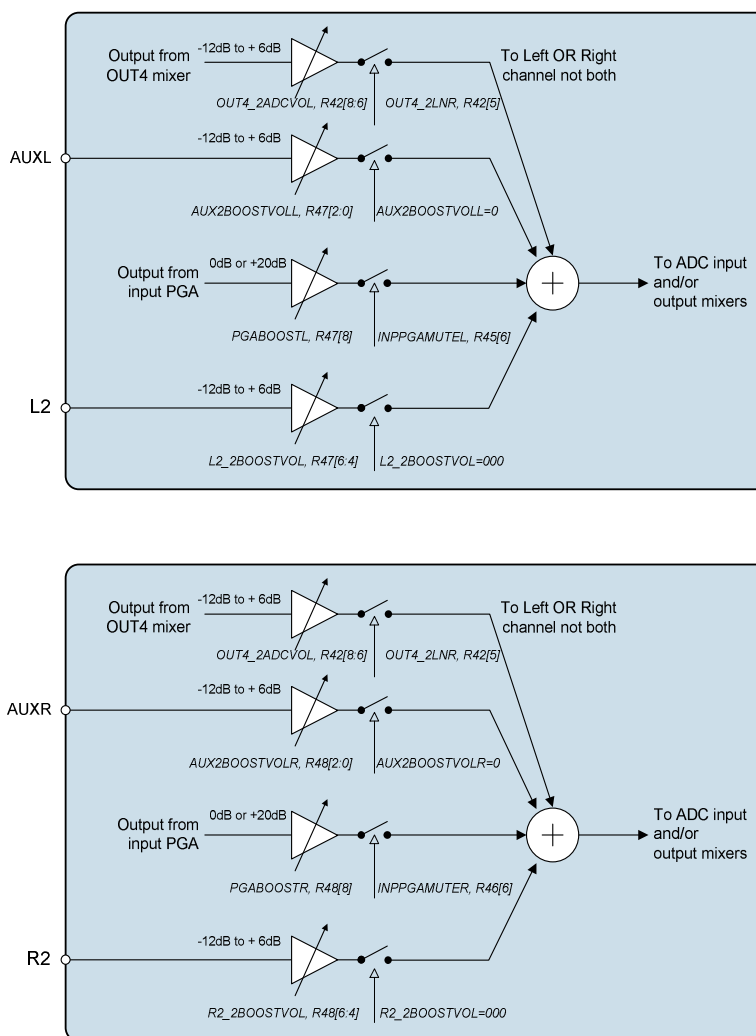 Output from
OUT4 mixer
-12dB to + 6dB
To Left OR Right
channel not both
OUT4_2ADCVOL, R42[8:6]
OUT4_2LNR, R42[5]
AUXL
-12dB to + 6dB
AUX2BOOSTVOLL, R47[2:0]
AUX2BOOSTVOLL=0
Output from
input PGA
0dB or +20dB
To ADC input
and/or
output mixers
PGABOOSTL, R47[8]
INPPGAMUTEL, R45[6]
L2
-12dB to + 6dB
L2_2BOOSTVOL, R47[6:4]
L2_2BOOSTVOL=000
Output from
OUT4 mixer
-12dB to + 6dB
To Left OR Right
channel not both
OUT4_2ADCVOL, R42[8:6]
OUT4_2LNR, R42[5]
AUXR
-12dB to + 6dB
AUX2BOOSTVOLR, R48[2:0]
AUX2BOOSTVOLR=0
Output from
input PGA
0dB or +20dB
To ADC input
and/or
output mixers
PGABOOSTR, R48[8]
INPPGAMUTER, R46[6]
R2
-12dB to + 6dB
R2_2BOOSTVOL, R48[6:4]
R2_2BOOSTVOL=000